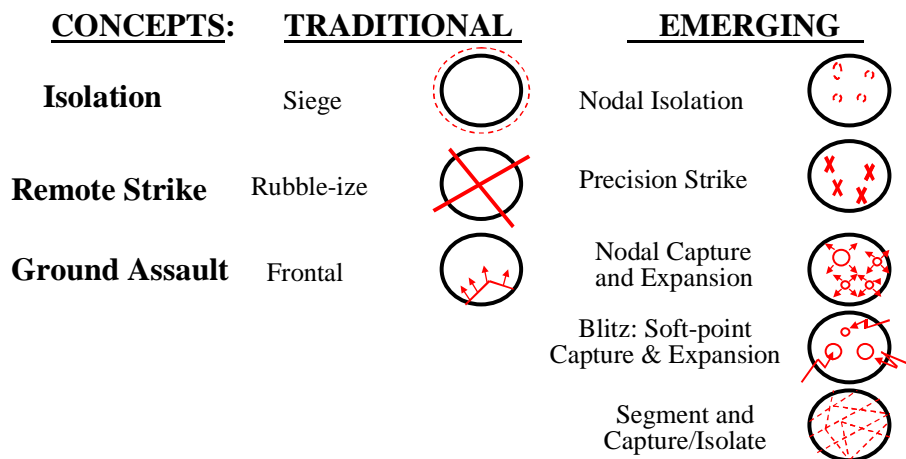 CONCEPTS: TRADITIONAL EMERGING
Isolation Siege Nodal Isolation
Remote Strike Rubble-ize Precision Strike
Ground Assault Frontal Nodal Capture
and Expansion
Blitz: Soft-point
Capture & Expansion
Segment and
Capture/Isolate